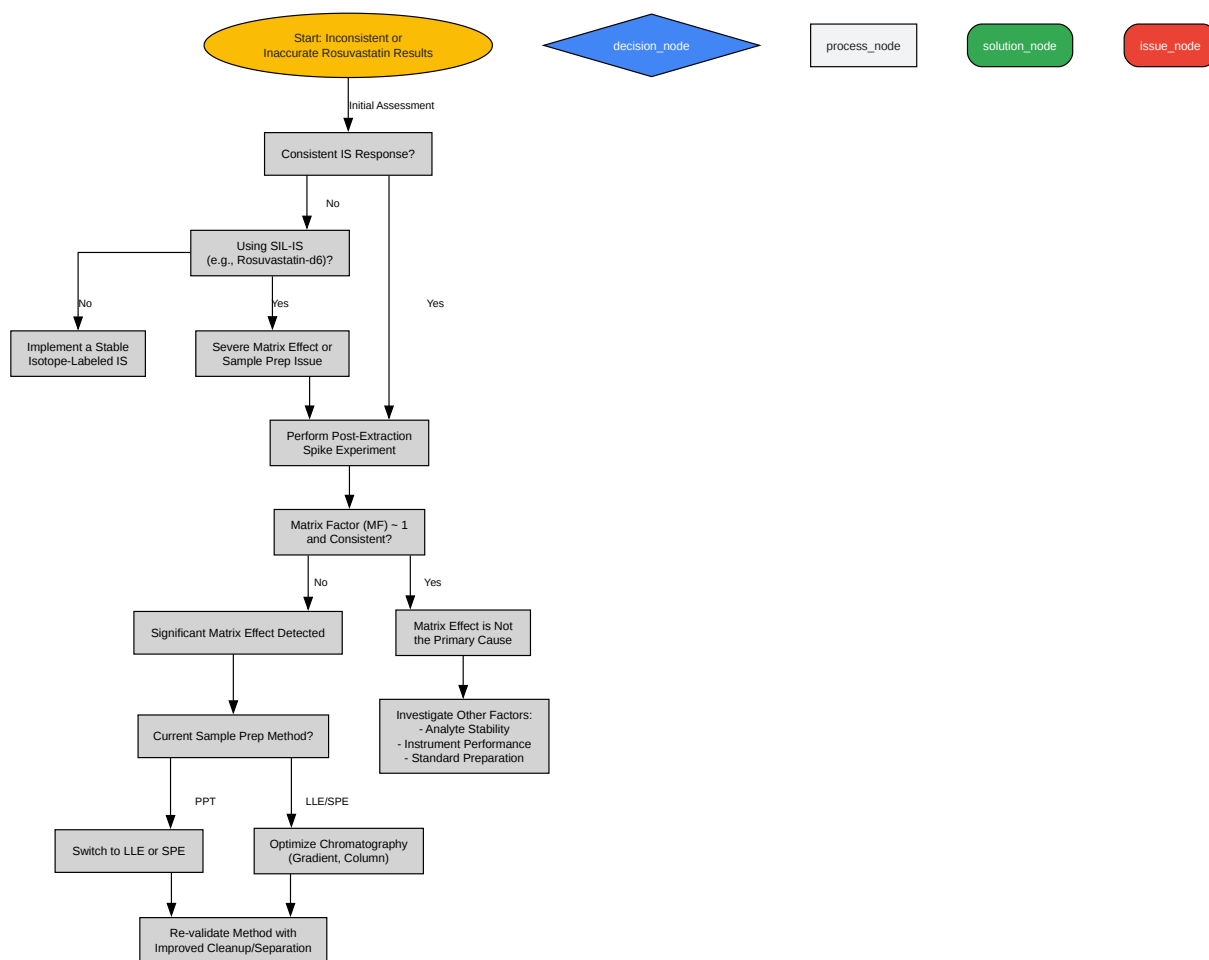 Start: Inconsistent or
Inaccurate Rosuvastatin Results
decision_node
process_node
solution_node
issue_node
Initial Assessment
Consistent IS Response?
No
Using SIL-IS
(e.g., Rosuvastatin-d6)?
No
Yes
Yes
Implement a Stable
Isotope-Labeled IS
Severe Matrix Effect or
Sample Prep Issue
Perform Post-Extraction
Spike Experiment
Matrix Factor (MF) ~ 1
and Consistent?
No
Yes
Significant Matrix Effect Detected
Matrix Effect is Not
the Primary Cause
Current Sample Prep Method?
Investigate Other Factors:
- Analyte Stability
- Instrument Performance
- Standard Preparation
PPT
LLE/SPE
Switch to LLE or SPE
Optimize Chromatography
(Gradient, Column)
Re-validate Method with
Improved Cleanup/Separation